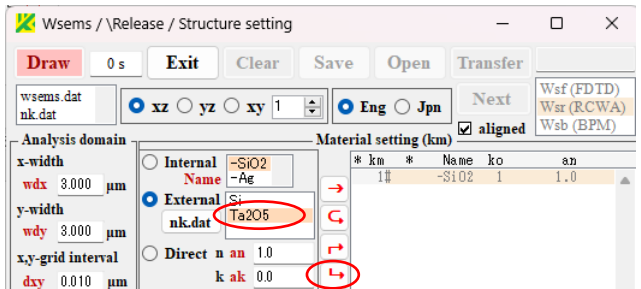 Wsems / \Release / Structure setting
Draw 0 s Exit Clear Save Open Transfer
wsems.dat
nk.dat
xz yz xy 1 Eng Jpn Next aligned
Wsf (FDTD)
Wsr (RCWA)
Wsb (BPM)
Analysis domain
x-width
wdx 3.000 μm
y-width
wdy 3.000 μm
x,y-grid interval
dxy 0.010 μm
Material setting (km)
Internal Name
-SiO2
-Ag
External nk.dat
Si
Ta2O5
Direct n an 1.0
k ak 0.0
* km * Name ko an
1# -SiO2 1 1.0